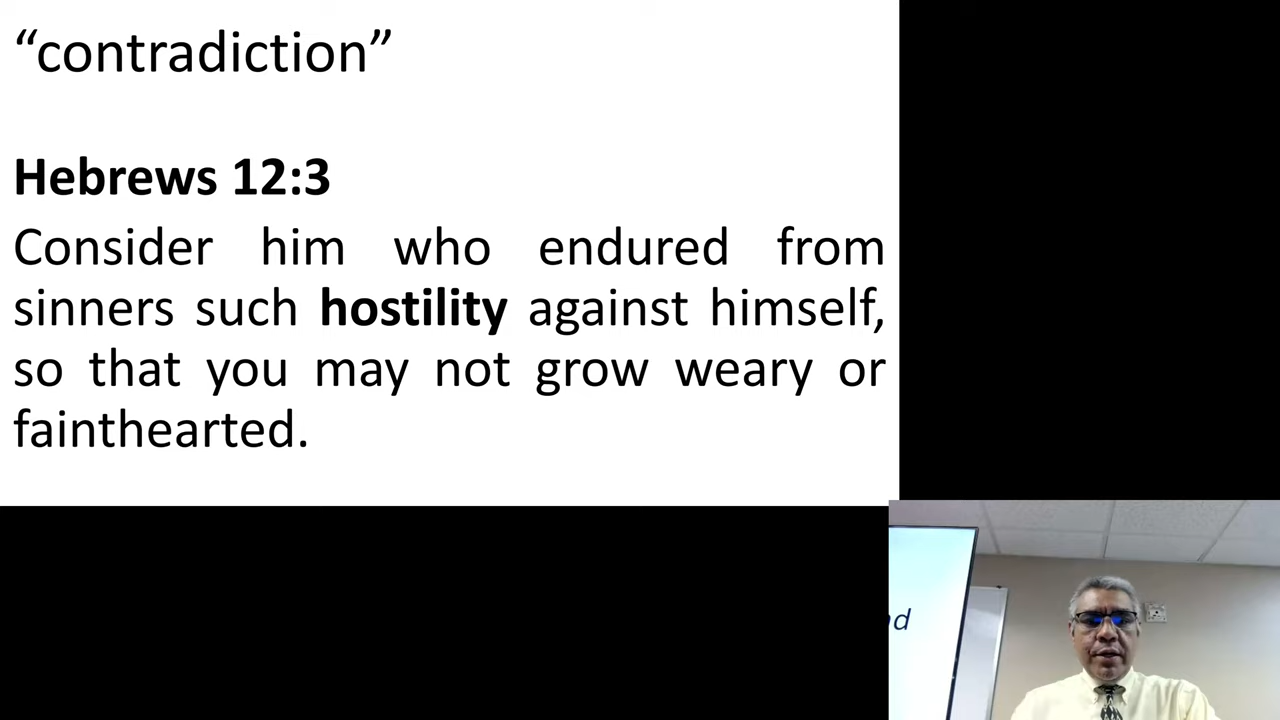 “contradiction”
Hebrews 12:3
Consider him who endured from
sinners such hostility against himself,
so that you may not grow weary or
fainthearted.
nd